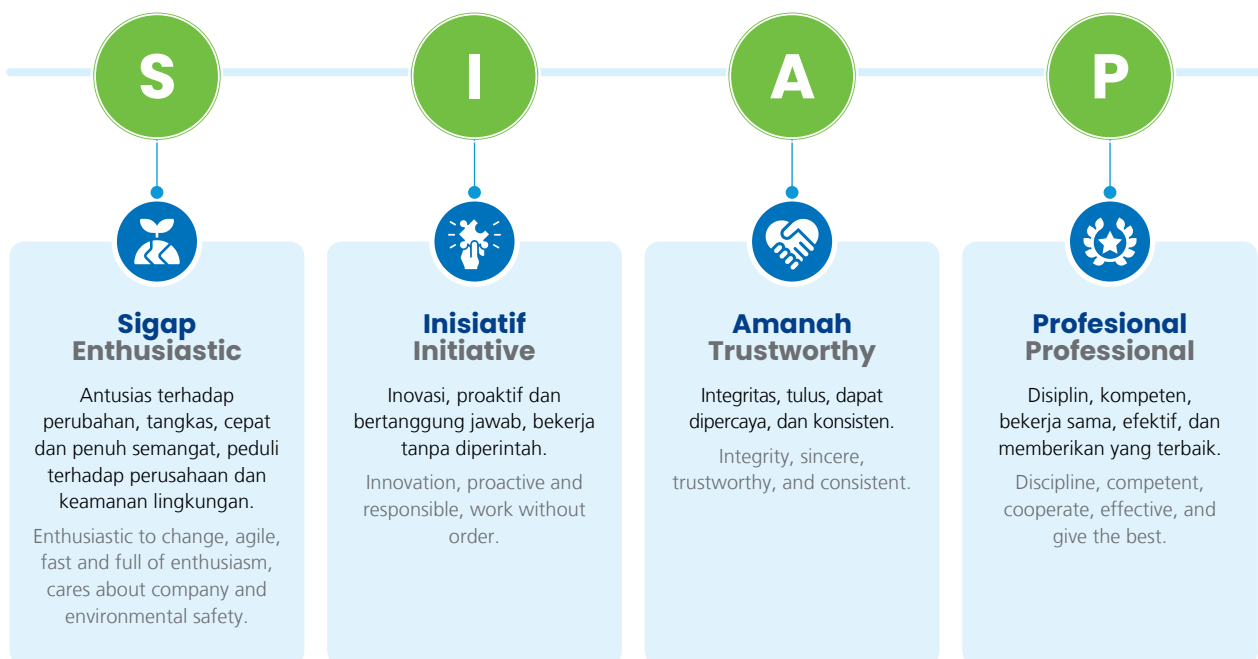 S
I
A
P
Sigap
Enthusiastic
Antusias terhadap
perubahan, tangkas, cepat
dan penuh semangat, peduli
terhadap perusahaan dan
keamanan lingkungan.
Enthusiastic to change, agile,
fast and full of enthusiasm,
cares about company and
environmental safety.
Inisiatif
Initiative
Inovasi, proaktif dan
bertanggung jawab, bekerja
tanpa diperintah.
Innovation, proactive and
responsible, work without
order.
Amanah
Trustworthy
Integritas, tulus, dapat
dipercaya, dan konsisten.
Integrity, sincere,
trustworthy, and consistent.
Profesional
Professional
Disiplin, kompeten,
bekerja sama, efektif, dan
memberikan yang terbaik.
Discipline, competent,
cooperate, effective, and
give the best.